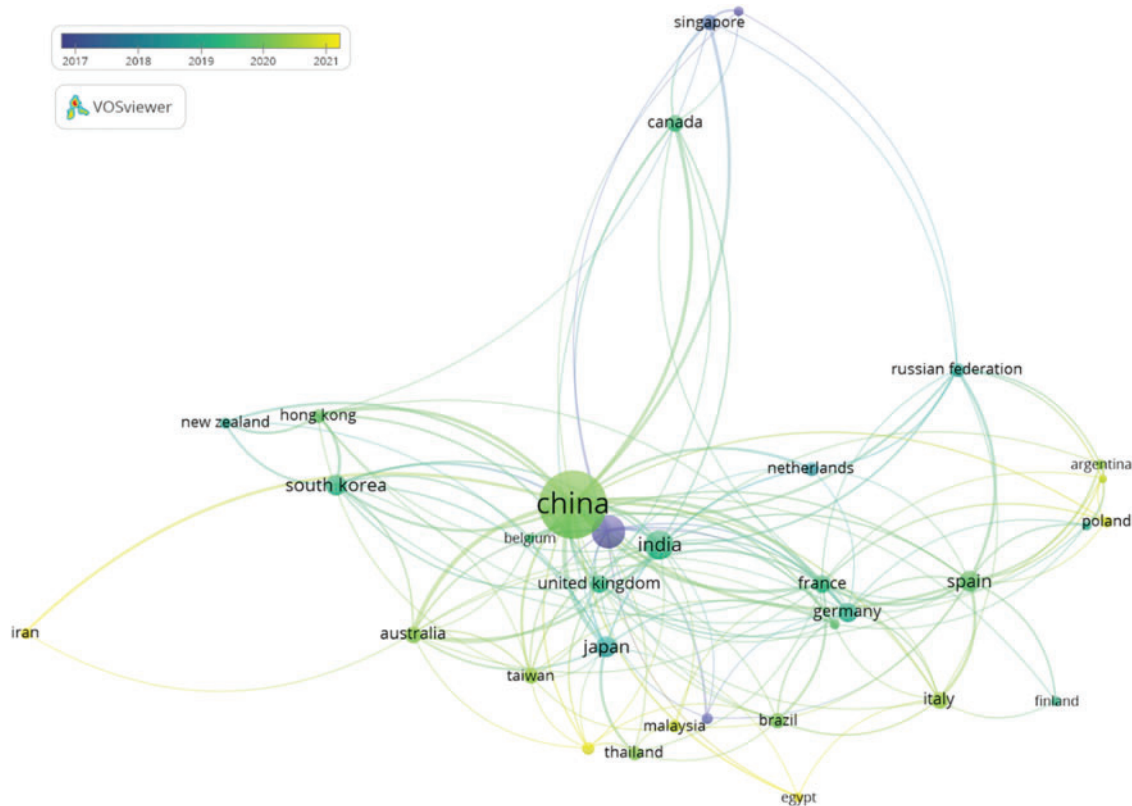 2017 2018 2019 2020 2021
VOSviewer
singapore
canada
russian federation
new zealand
hong kong
argentina
netherlands
south korea
china
poland
belgium
india
united kingdom
france
spain
germany
iran
australia
japan
taiwan
italy
finland
malaysia
brazil
thailand
egypt